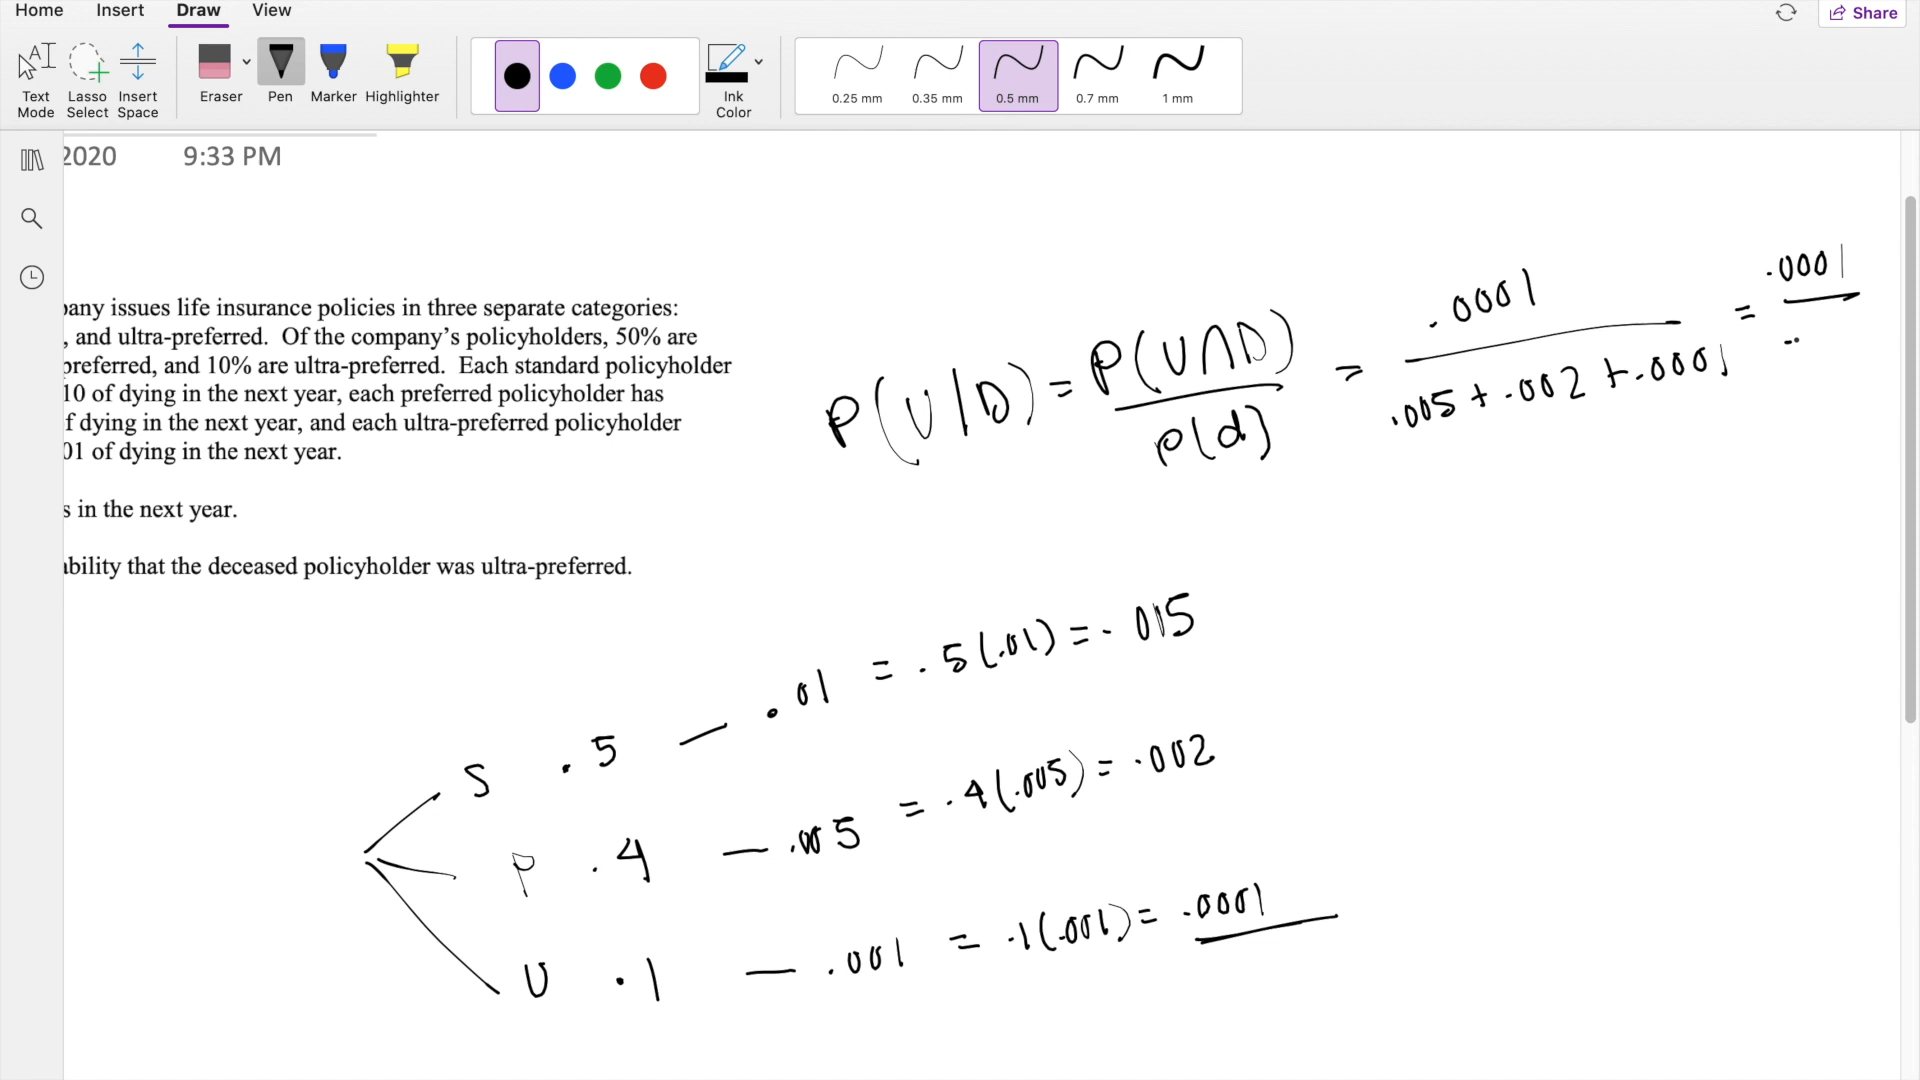 Home Insert Draw View
Share
Text Mode
Lasso Select
Insert Space
Eraser
Pen
Marker
Highlighter
Ink Color
0.25 mm
0.35 mm
0.5 mm
0.7 mm
1 mm
2020 9:33 PM
pany issues life insurance policies in three separate categories:
, and ultra-preferred. Of the company's policyholders, 50% are
preferred, and 10% are ultra-preferred. Each standard policyholder
10 of dying in the next year, each preferred policyholder has
f dying in the next year, and each ultra-preferred policyholder
01 of dying in the next year.
s in the next year.
ability that the deceased policyholder was ultra-preferred.
P(U/D) = P(U∩D) / P(d) = .0001 / .005 + .002 + .0001 = .0001
S .5 — .01 = .5(.01) = .
P .4 — .005 = .4(.005) = .002
U .1 — .001 = .1(.001) = .0001